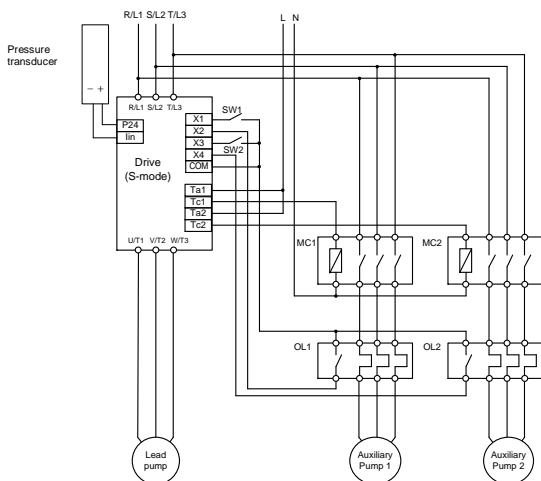 R/L1 S/L2 T/L3
L N
Pressure
transducer
− +
R/L1 S/L2 T/L3
P24
Iin
Drive
(S-mode)
X1
X2
X3
X4
COM
SW1
SW2
Ta1
Tc1
Ta2
Tc2
U/T1 V/T2 W/T3
MC1
MC2
OL1
OL2
Lead
pump
Auxiliary
Pump 1
Auxiliary
Pump 2